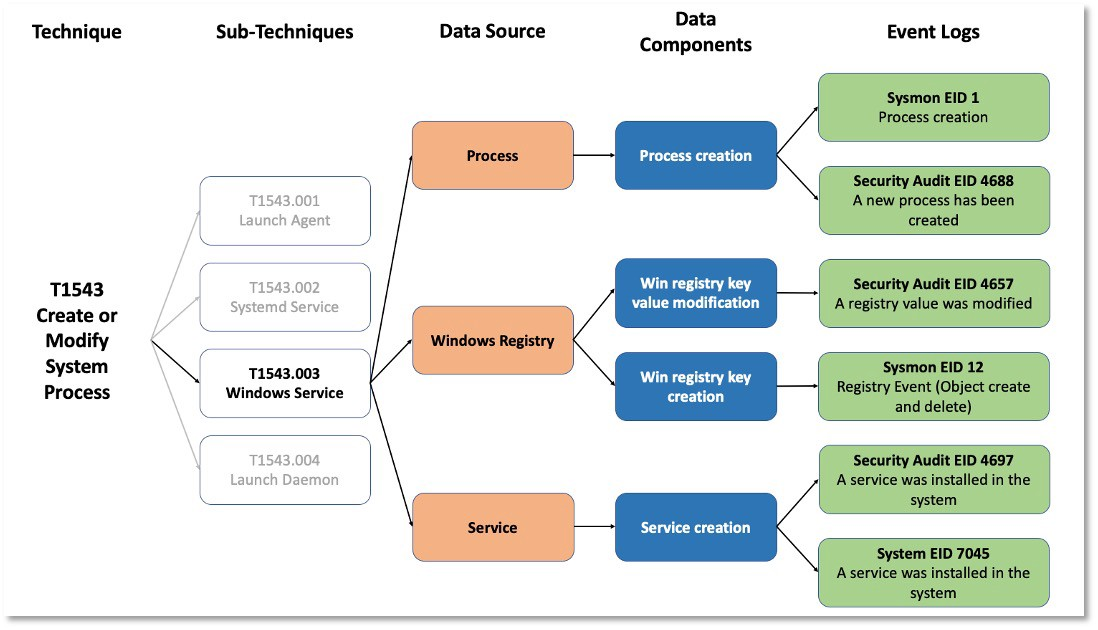 Technique
Sub-Techniques
Data Source
Data
Components
Event Logs
T1543
Create or
Modify
System
Process
T1543.001
Launch Agent
T1543.002
Systemd Service
T1543.003
Windows Service
T1543.004
Launch Daemon
Process
Windows Registry
Service
Process creation
Win registry key
value modification
Win registry key
creation
Service creation
Sysmon EID 1
Process creation
Security Audit EID 4688
A new process has been
created
Security Audit EID 4657
A registry value was modified
Sysmon EID 12
Registry Event (Object create
and delete)
Security Audit EID 4697
A service was installed in the
system
System EID 7045
A service was installed in the
system